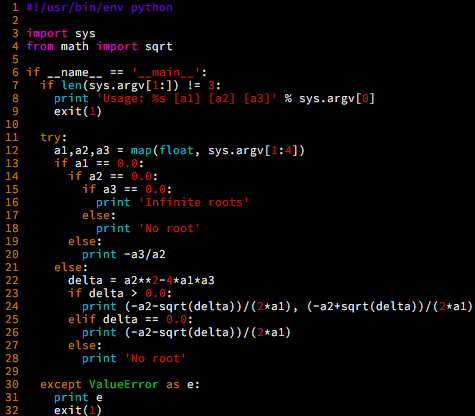 1 #!/usr/bin/env python
2
3 import sys
4 from math import sqrt
5
6 if __name__ == '__main__':
7   if len(sys.argv[1:]) != 3:
8     print 'Usage: %s [a1] [a2] [a3]' % sys.argv[0]
9     exit(1)
10
11   try:
12     a1,a2,a3 = map(float, sys.argv[1:4])
13     if a1 == 0.0:
14       if a2 == 0.0:
15         if a3 == 0.0:
16           print 'Infinite roots'
17         else:
18           print 'No root'
19       else:
20         print -a3/a2
21     else:
22       delta = a2**2-4*a1*a3
23       if delta > 0.0:
24         print (-a2-sqrt(delta))/(2*a1), (-a2+sqrt(delta))/(2*a1)
25       elif delta == 0.0:
26         print (-a2-sqrt(delta))/(2*a1)
27       else:
28         print 'No root'
29
30   except ValueError as e:
31     print e
32     exit(1)